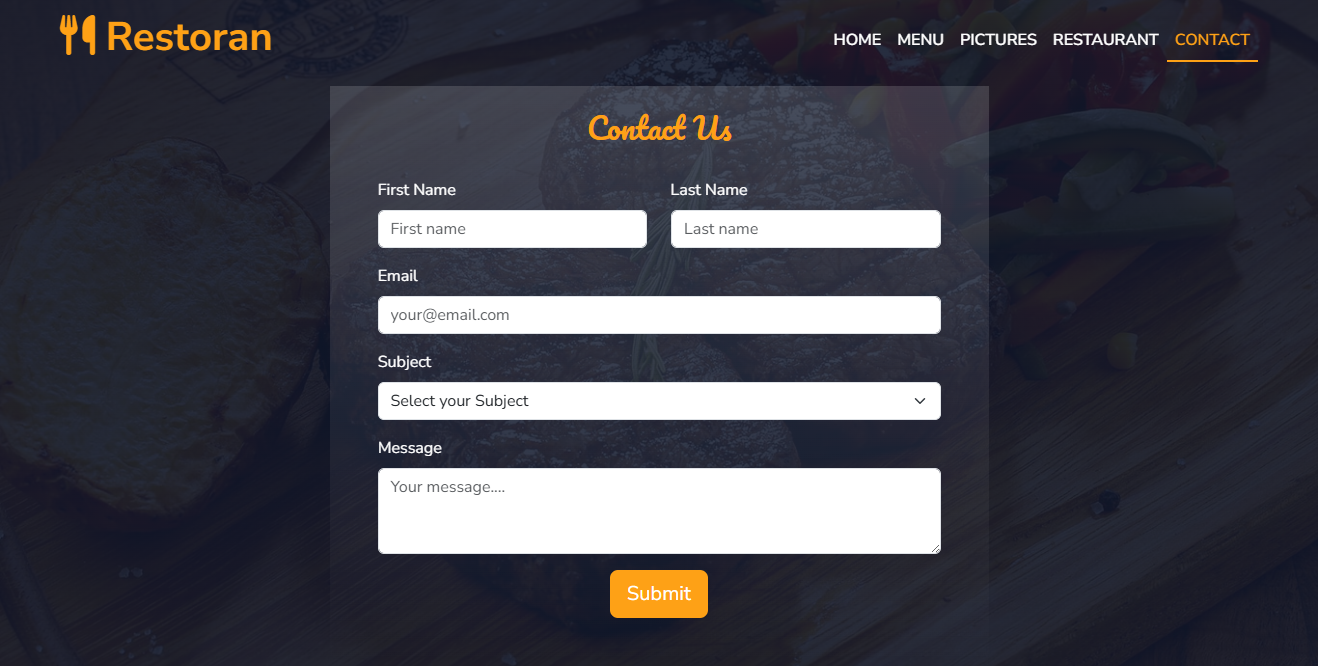 Restoran
HOME MENU PICTURES RESTAURANT CONTACT
Contact Us
First Name Last Name
First name Last name
Email
your@email.com
Subject
Select your Subject
Message
Your message....
Submit